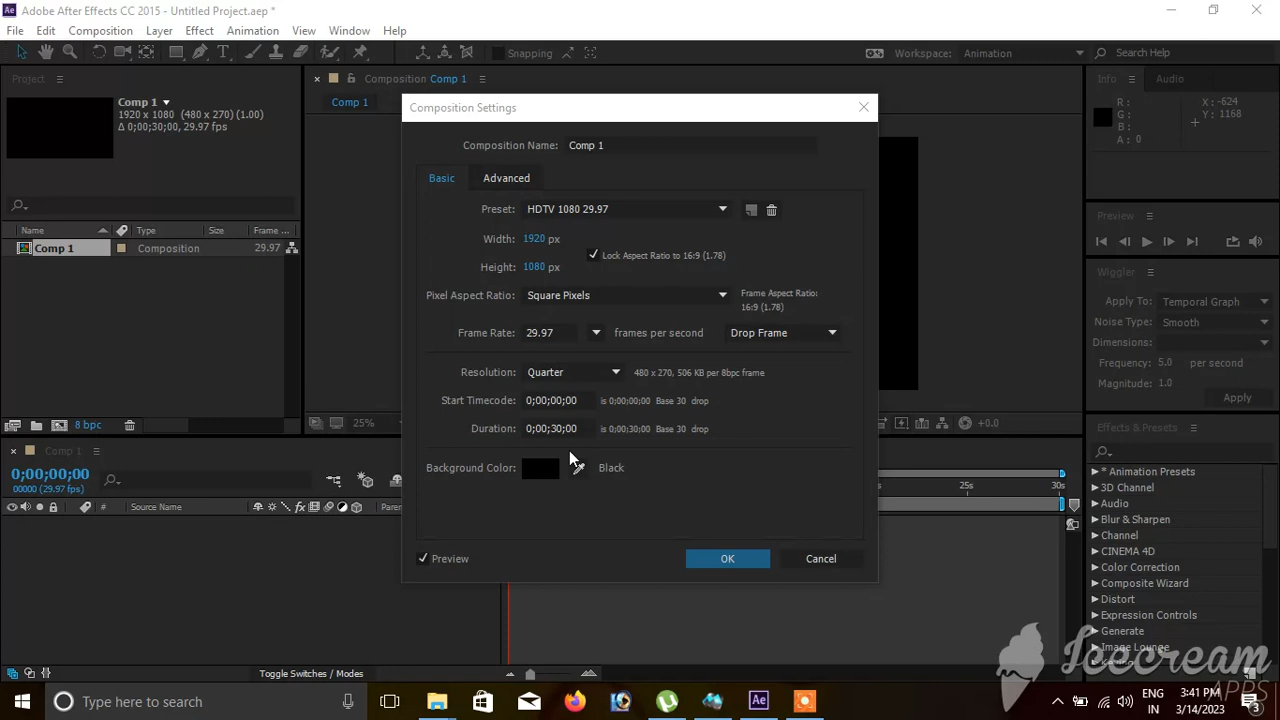 Adobe After Effects CC 2015 - Untitled Project.aep *
File Edit Composition Layer Effect Animation View Window Help
Snapping
Workspace: Animation
Search Help
Project
Composition Comp 1
Info Audio
Comp 1
1920 x 1080 (480 x 270) (1.00)
Δ 0;00;30;00, 29.97 fps
Comp 1
R :
G :
B :
A : 0
X : -624
Y : 1168
Composition Settings
Composition Name: Comp 1
Basic Advanced
Preset: HDTV 1080 29.97
Width: 1920 px
Lock Aspect Ratio to 16:9 (1.78)
Height: 1080 px
Pixel Aspect Ratio: Square Pixels
Frame Aspect Ratio:
16:9 (1.78)
Frame Rate: 29.97 frames per second Drop Frame
Resolution: Quarter 480 x 270, 506 KB per 8bpc frame
Start Timecode: 0;00;00;00 is 0;00;00;00 Base 30 drop
Duration: 0;00;30;00 is 0;00;30;00 Base 30 drop
Background Color: Black
Preview OK Cancel
Name Type Size Frame ...
Comp 1 Composition 29.97
8 bpc
25%
+0.0
Preview
Wiggler
Apply To: Temporal Graph
Noise Type: Smooth
Dimensions:
Frequency: 5.0 per second
Magnitude: 1.0
Apply
Effects & Presets
* Animation Presets
3D Channel
Audio
Blur & Sharpen
Channel
CINEMA 4D
Color Correction
Composite Wizard
Distort
Expression Controls
Generate
Image Lounge
Comp 1
0;00;00;00
00000 (29.97 fps)
# Source Name Parent
25s 30s
Toggle Switches / Modes
Icecream
APPS
Type here to search
ENG
IN
3:41 PM
3/14/2023
3